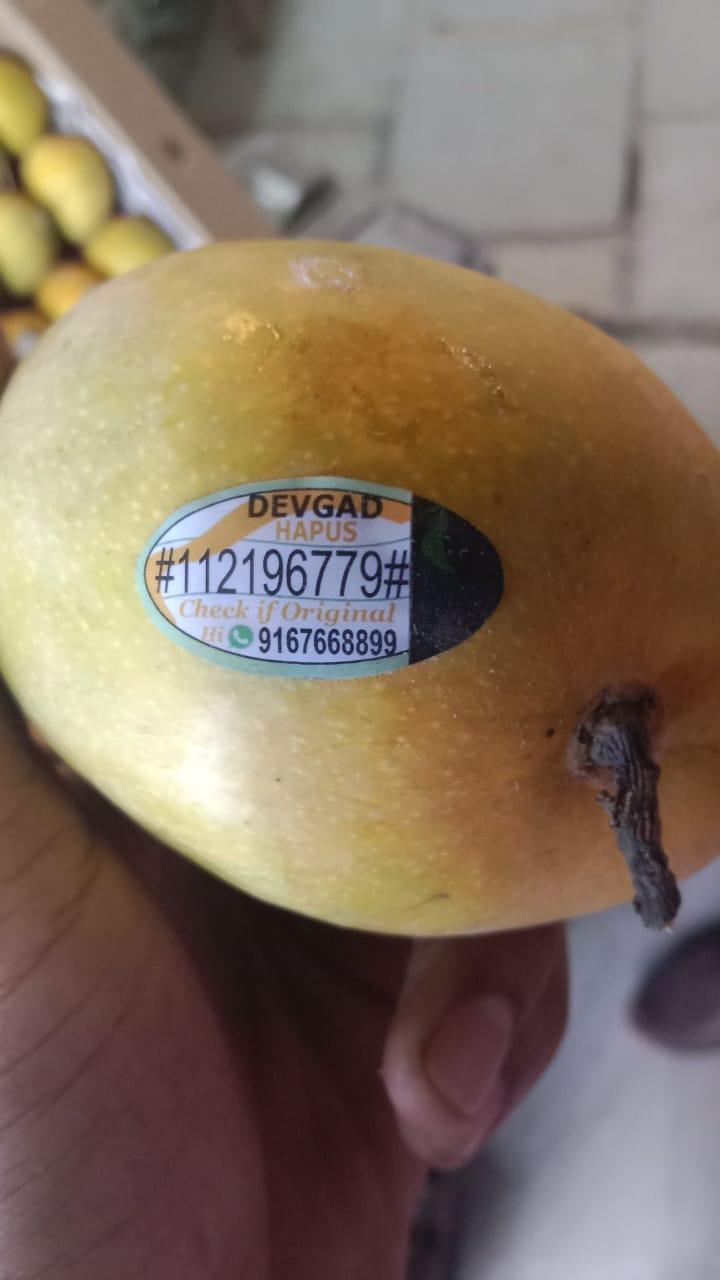 DEVGAD
HAPUS
#112196779#
Check if Original
Hi 9167668899